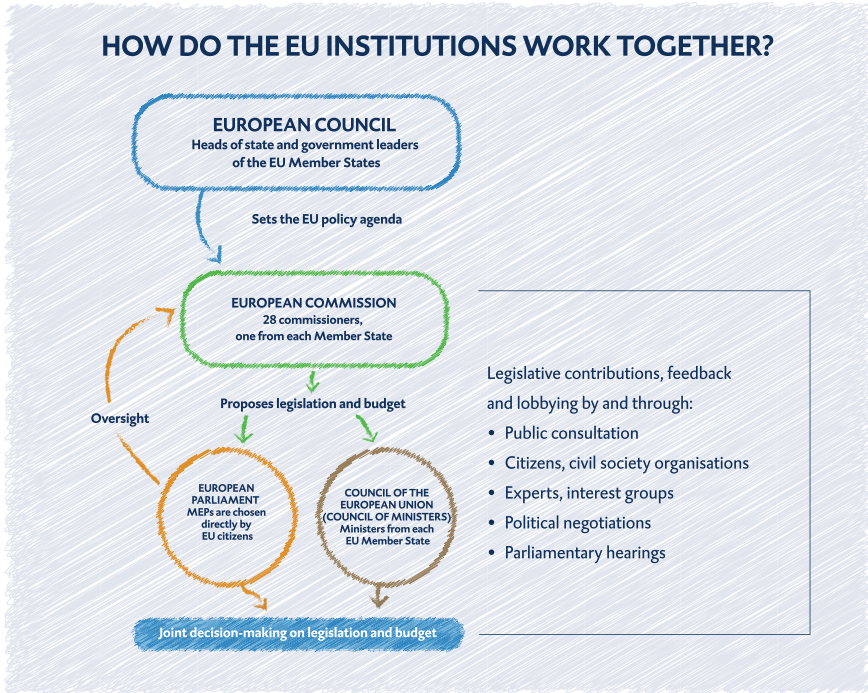 HOW DO THE EU INSTITUTIONS WORK TOGETHER?
EUROPEAN COUNCIL
Heads of state and government leaders
of the EU Member States
Sets the EU policy agenda
EUROPEAN COMMISSION
28 commissioners,
one from each Member State
Proposes legislation and budget
Oversight
EUROPEAN
PARLIAMENT
MEPs are chosen
directly by
EU citizens
COUNCIL OF THE
EUROPEAN UNION
(COUNCIL OF MINISTERS)
Ministers from each
EU Member State
Joint decision-making on legislation and budget
Legislative contributions, feedback
and lobbying by and through:
• Public consultation
• Citizens, civil society organisations
• Experts, interest groups
• Political negotiations
• Parliamentary hearings